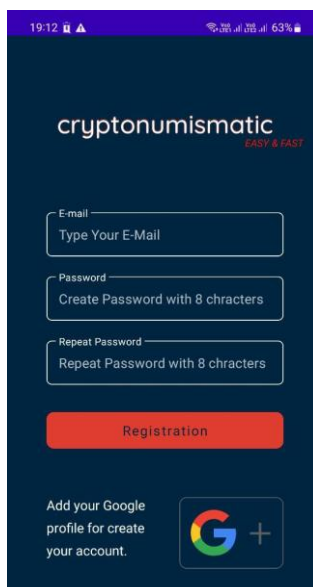 19:12 63%
cryptonumismatic
EASY & FAST
E-mail
Type Your E-Mail
Password
Create Password with 8 chracters
Repeat Password
Repeat Password with 8 chracters
Registration
Add your Google
profile for create
your account.
G +